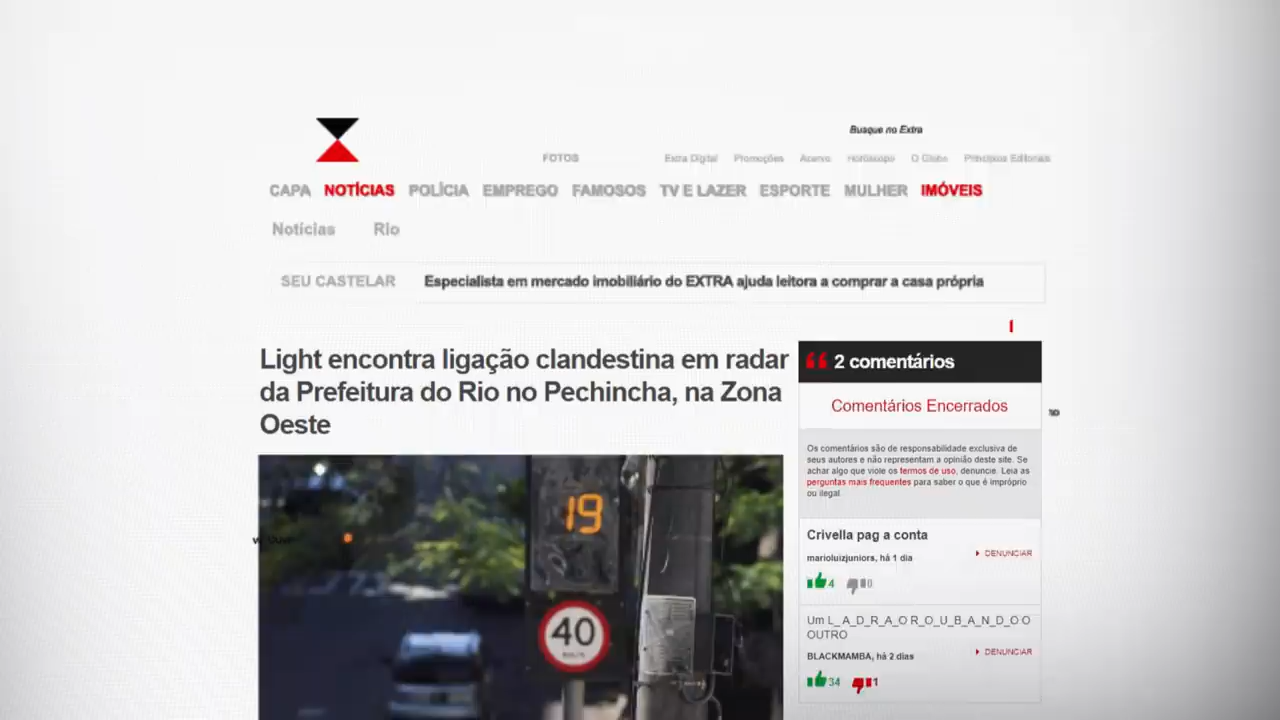 Busque no Extra
FOTOS
Extra Digital Promoções Acervo Horóscopo O Globo Princípios Editoriais
CAPA NOTÍCIAS POLÍCIA EMPREGO FAMOSOS TV E LAZER ESPORTE MULHER IMÓVEIS
Notícias Rio
SEU CASTELAR Especialista em mercado imobiliário do EXTRA ajuda leitora a comprar a casa própria
Light encontra ligação clandestina em radar
da Prefeitura do Rio no Pechincha, na Zona
Oeste
19
40
2 comentários
Comentários Encerrados
Os comentários são de responsabilidade exclusiva de
seus autores e não representam a opinião deste site. Se
achar algo que viole os termos de uso, denuncie. Leia as
perguntas mais frequentes para saber o que é impróprio
ou ilegal.
Crivella pag a conta
marioluizjuniors, há 1 dia DENUNCIAR
4 0
Um L_A_D_R_A_O R_O_U_B_A_N_D_O O
OUTRO
BLACKMAMBA, há 2 dias DENUNCIAR
34 1